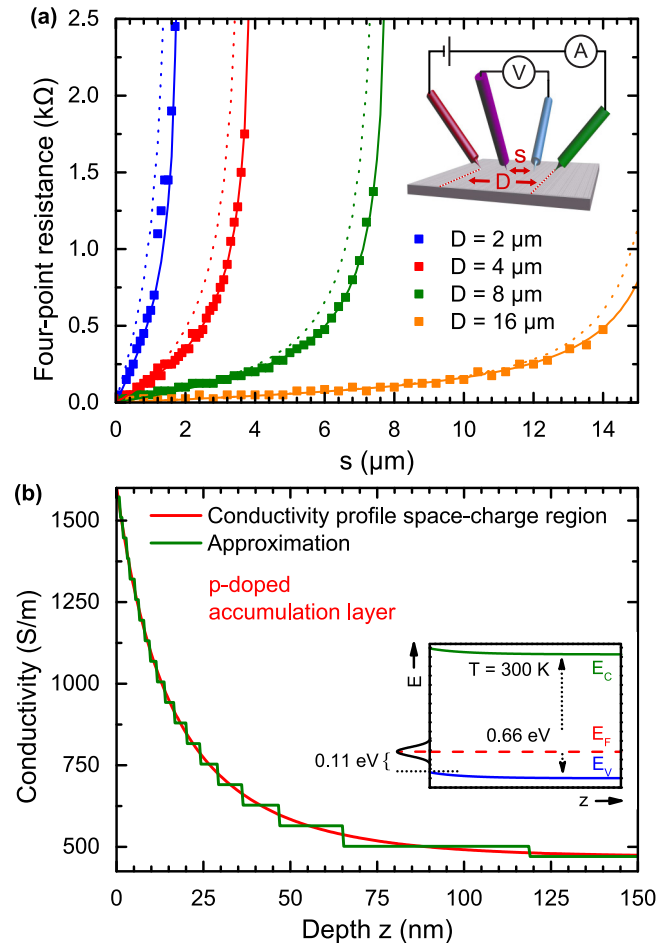 (a)
2.5
2.0
1.5
1.0
0.5
0.0
Four-point resistance (kΩ)
A
V
s
D
D = 2 µm
D = 4 µm
D = 8 µm
D = 16 µm
0 2 4 6 8 10 12 14
s (µm)
(b)
1500
1250
1000
750
500
Conductivity (S/m)
Conductivity profile space-charge region
Approximation
p-doped
accumulation layer
E
T = 300 K
E_C
0.66 eV
E_F
0.11 eV {
E_V
z
0 25 50 75 100 125 150
Depth z (nm)